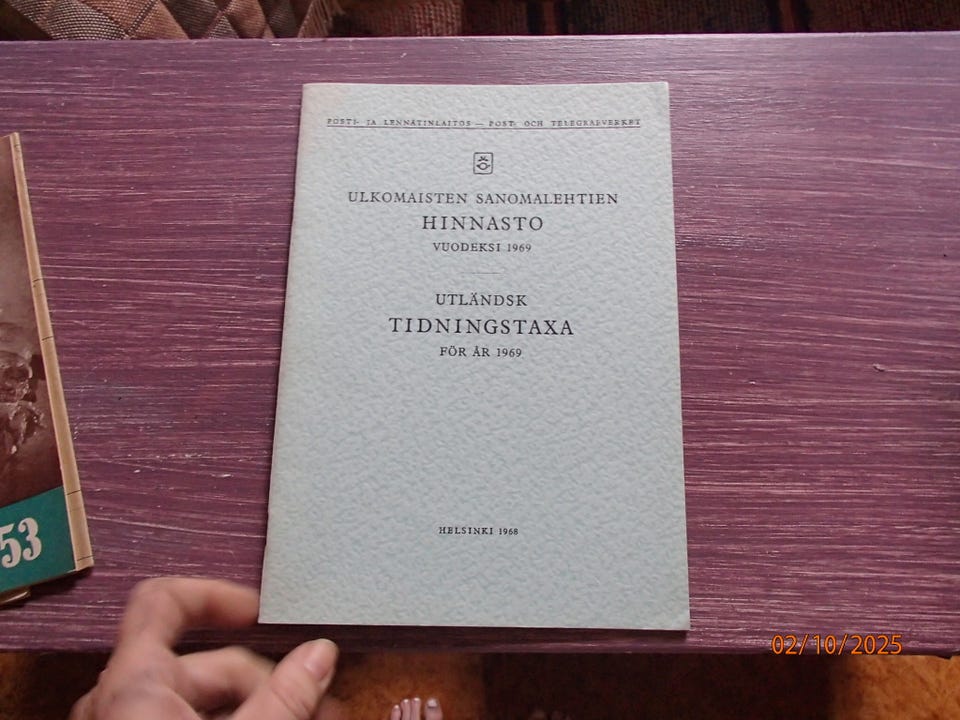 POSTI- JA LENNÄTINLAITOS — POST- OCH TELEGRAFVERKET
ULKOMAISTEN SANOMALEHTIEN
HINNASTO
VUODEKSI 1969
UTLÄNDSK
TIDNINGSTAXA
FÖR ÅR 1969
HELSINKI 1968
53
02/10/2025